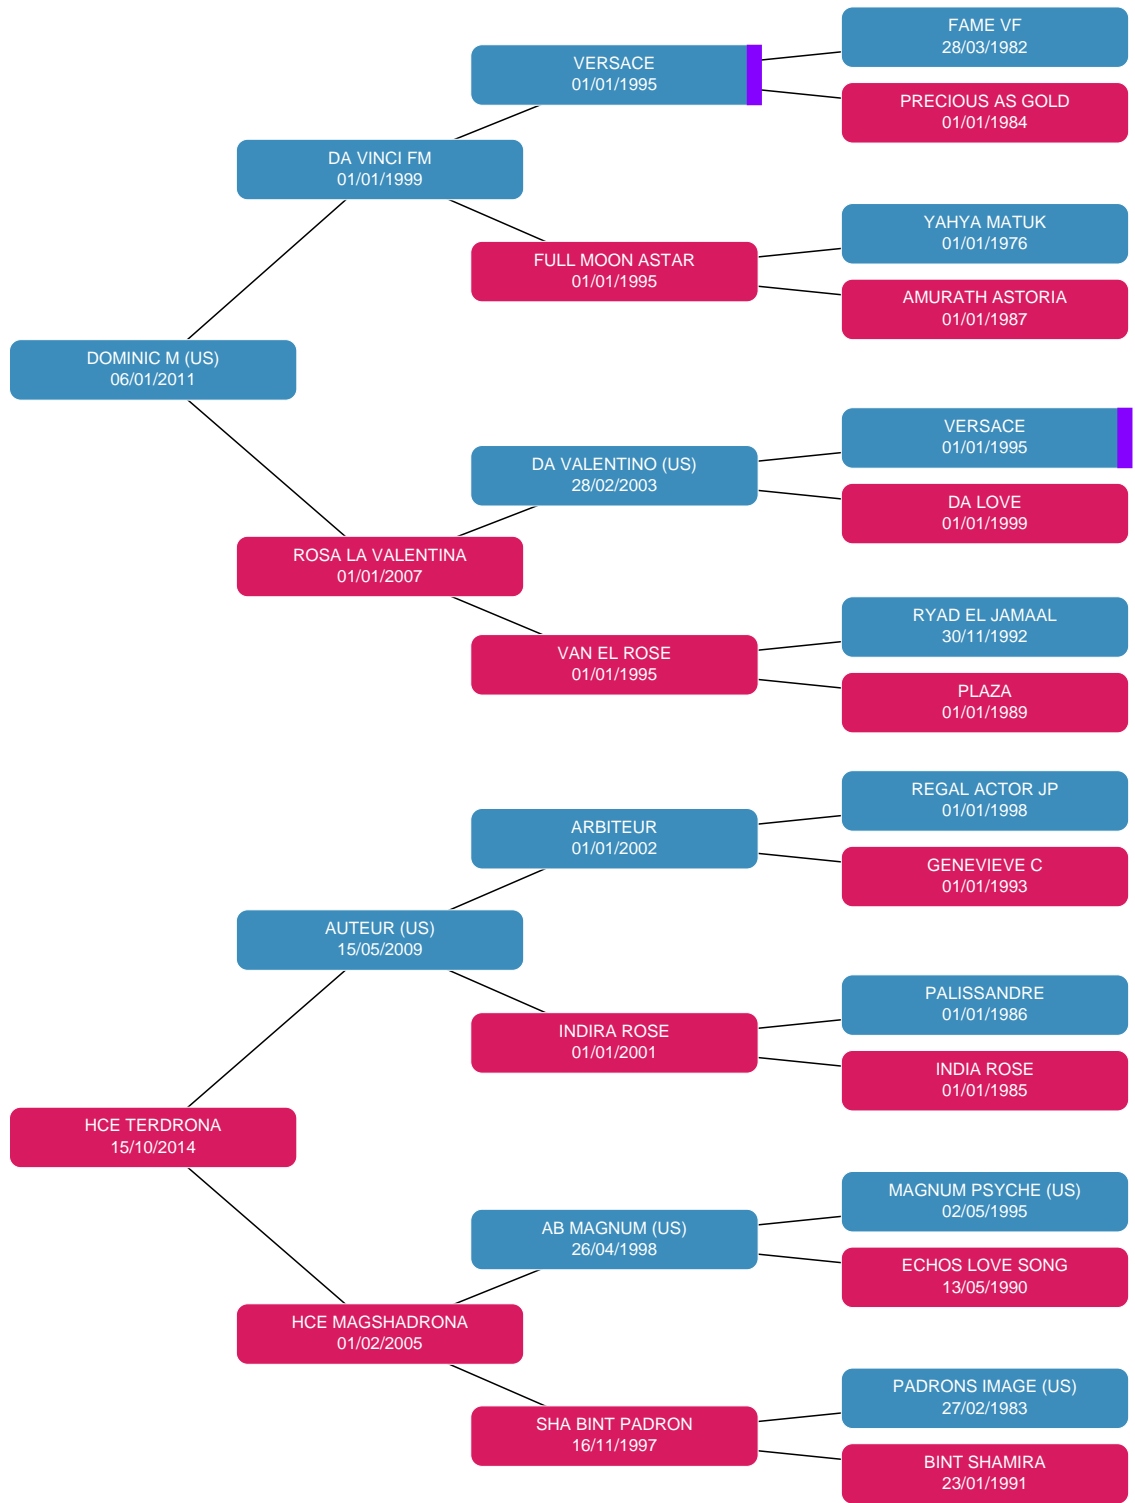 FAME VF
28/03/1982
VERSACE
01/01/1995
PRECIOUS AS GOLD
01/01/1984
DA VINCI FM
01/01/1999
YAHYA MATUK
01/01/1976
FULL MOON ASTAR
01/01/1995
AMURATH ASTORIA
01/01/1987
DOMINIC M (US)
06/01/2011
VERSACE
01/01/1995
DA VALENTINO (US)
28/02/2003
DA LOVE
01/01/1999
ROSA LA VALENTINA
01/01/2007
RYAD EL JAMAAL
30/11/1992
VAN EL ROSE
01/01/1995
PLAZA
01/01/1989
REGAL ACTOR JP
01/01/1998
ARBITEUR
01/01/2002
GENEVIEVE C
01/01/1993
AUTEUR (US)
15/05/2009
PALISSANDRE
01/01/1986
INDIRA ROSE
01/01/2001
INDIA ROSE
01/01/1985
HCE TERDRONA
15/10/2014
MAGNUM PSYCHE (US)
02/05/1995
AB MAGNUM (US)
26/04/1998
ECHOS LOVE SONG
13/05/1990
HCE MAGSHADRONA
01/02/2005
PADRONS IMAGE (US)
27/02/1983
SHA BINT PADRON
16/11/1997
BINT SHAMIRA
23/01/1991